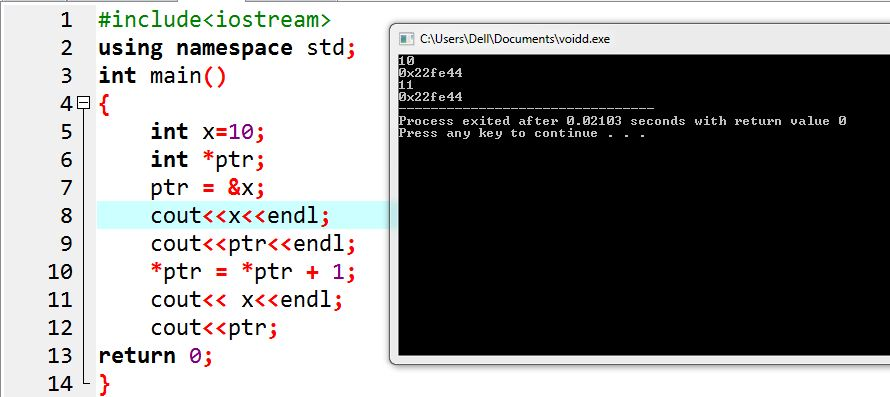 1 #include<iostream>
2 using namespace std;
3 int main()
4 {
5 int x=10;
6 int *ptr;
7 ptr = &x;
8 cout<<x<<endl;
9 cout<<ptr<<endl;
10 *ptr = *ptr + 1;
11 cout<< x<<endl;
12 cout<<ptr;
13 return 0;
14 }
C:\Users\Dell\Documents\voidd.exe
10
0x22fe44
11
0x22fe44
--------------------------------
Process exited after 0.02103 seconds with return value 0
Press any key to continue . . .